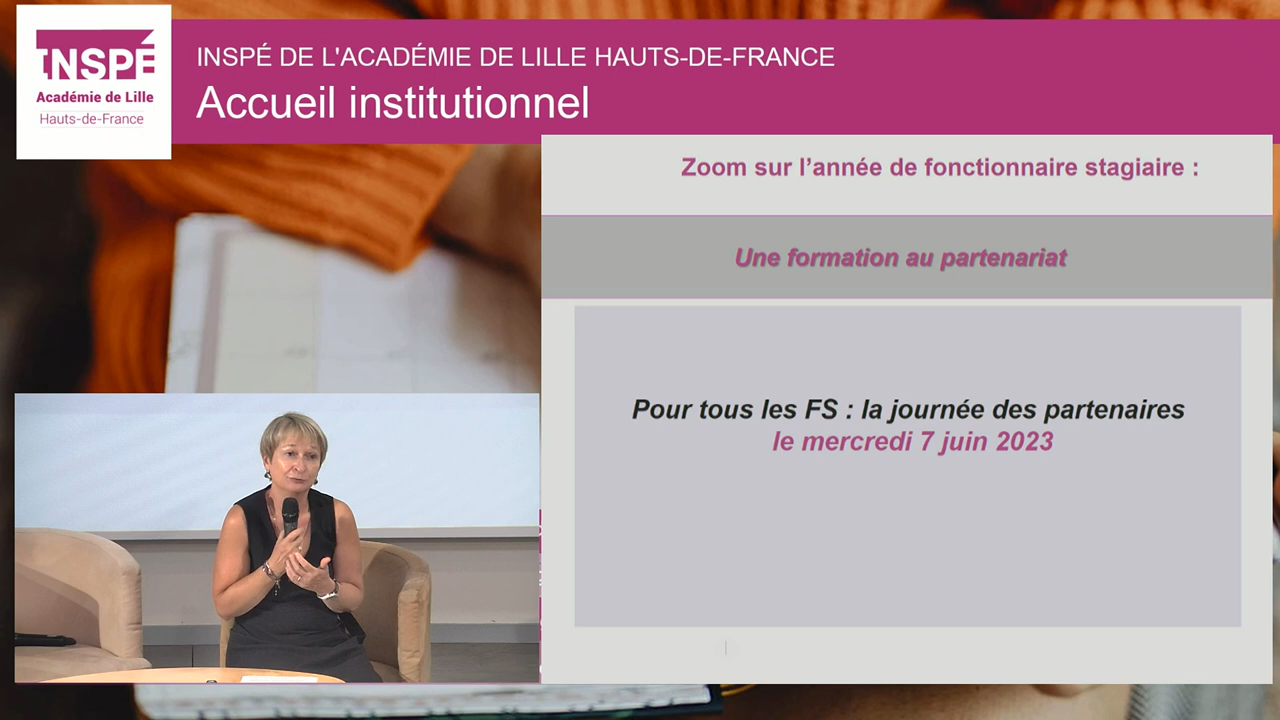 INSPÉ
Académie de Lille
Hauts-de-France
INSPÉ DE L'ACADÉMIE DE LILLE HAUTS-DE-FRANCE
Accueil institutionnel
Zoom sur l’année de fonctionnaire stagiaire :
Une formation au partenariat
Pour tous les FS : la journée des partenaires
le mercredi 7 juin 2023